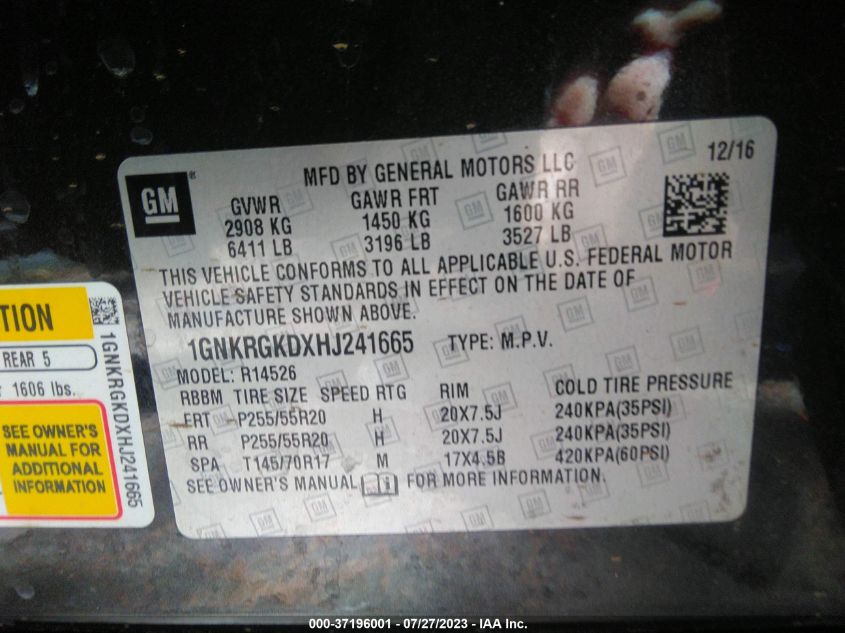 MFD BY GENERAL MOTORS LLC 12/16
GM
GVWR GAWR FRT GAWR RR
2908 KG 1450 KG 1600 KG
6411 LB 3196 LB 3527 LB
THIS VEHICLE CONFORMS TO ALL APPLICABLE U.S. FEDERAL MOTOR
VEHICLE SAFETY STANDARDS IN EFFECT ON THE DATE OF
MANUFACTURE SHOWN ABOVE.
1GNKRGKDXHJ241665 TYPE: M.P.V.
MODEL: R14526
RBBM TIRE SIZE SPEED RTG RIM COLD TIRE PRESSURE
FRT P255/55R20 H 20X7.5J 240KPA(35PSI)
RR P255/55R20 H 20X7.5J 240KPA(35PSI)
SPA T145/70R17 M 17X4.5B 420KPA(60PSI)
SEE OWNER'S MANUAL FOR MORE INFORMATION.
TION
REAR 5
1606 lbs.
SEE OWNER'S
MANUAL FOR
ADDITIONAL
INFORMATION
1GNKRGKDXHJ241665
000-37196001 - 07/27/2023 - IAA Inc.